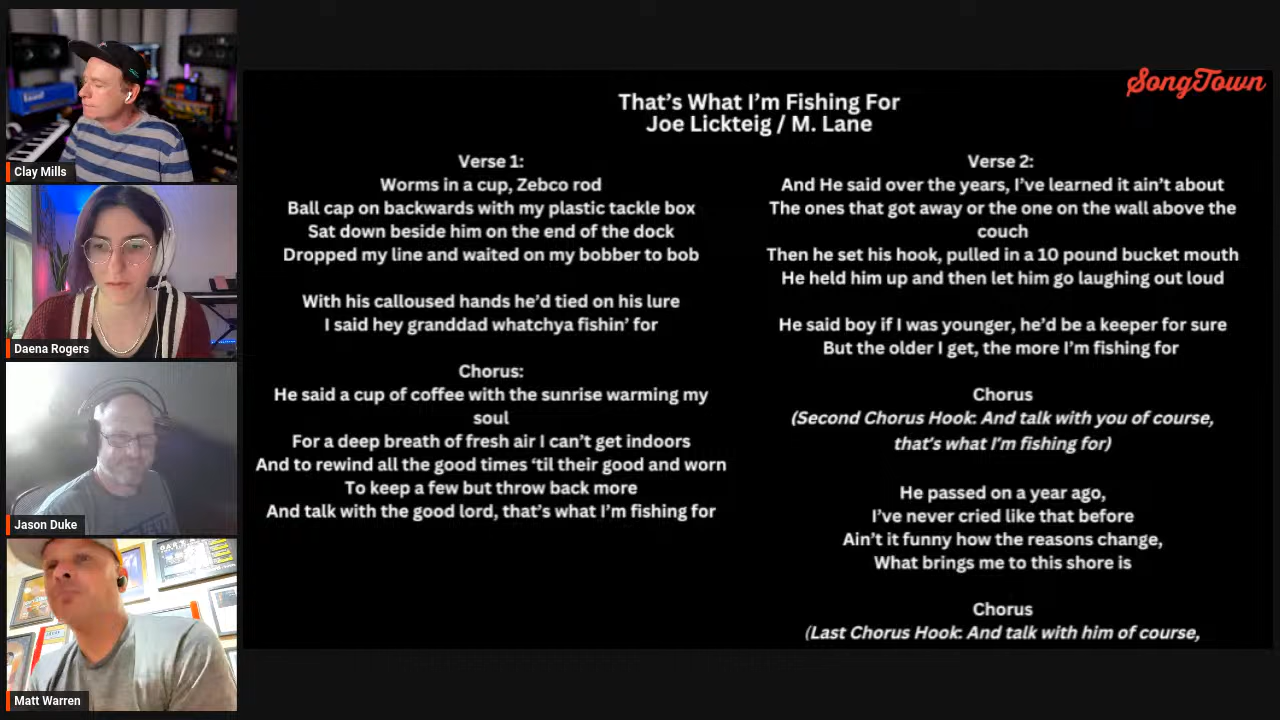 SongTown
That's What I'm Fishing For
Joe Lickteig / M. Lane
Verse 1:
Worms in a cup, Zebco rod
Ball cap on backwards with my plastic tackle box
Sat down beside him on the end of the dock
Dropped my line and waited on my bobber to bob
With his calloused hands he'd tied on his lure
I said hey granddad whatchya fishin' for
Chorus:
He said a cup of coffee with the sunrise warming my
soul
For a deep breath of fresh air I can't get indoors
And to rewind all the good times 'til their good and worn
To keep a few but throw back more
And talk with the good lord, that's what I'm fishing for
Verse 2:
And He said over the years, I've learned it ain't about
The ones that got away or the one on the wall above the
couch
Then he set his hook, pulled in a 10 pound bucket mouth
He held him up and then let him go laughing out loud
He said boy if I was younger, he'd be a keeper for sure
But the older I get, the more I'm fishing for
Chorus
(Second Chorus Hook: And talk with you of course,
that's what I'm fishing for)
He passed on a year ago,
I've never cried like that before
Ain't it funny how the reasons change,
What brings me to this shore is
Chorus
(Last Chorus Hook: And talk with him of course,
Clay Mills
Daena Rogers
Jason Duke
Matt Warren